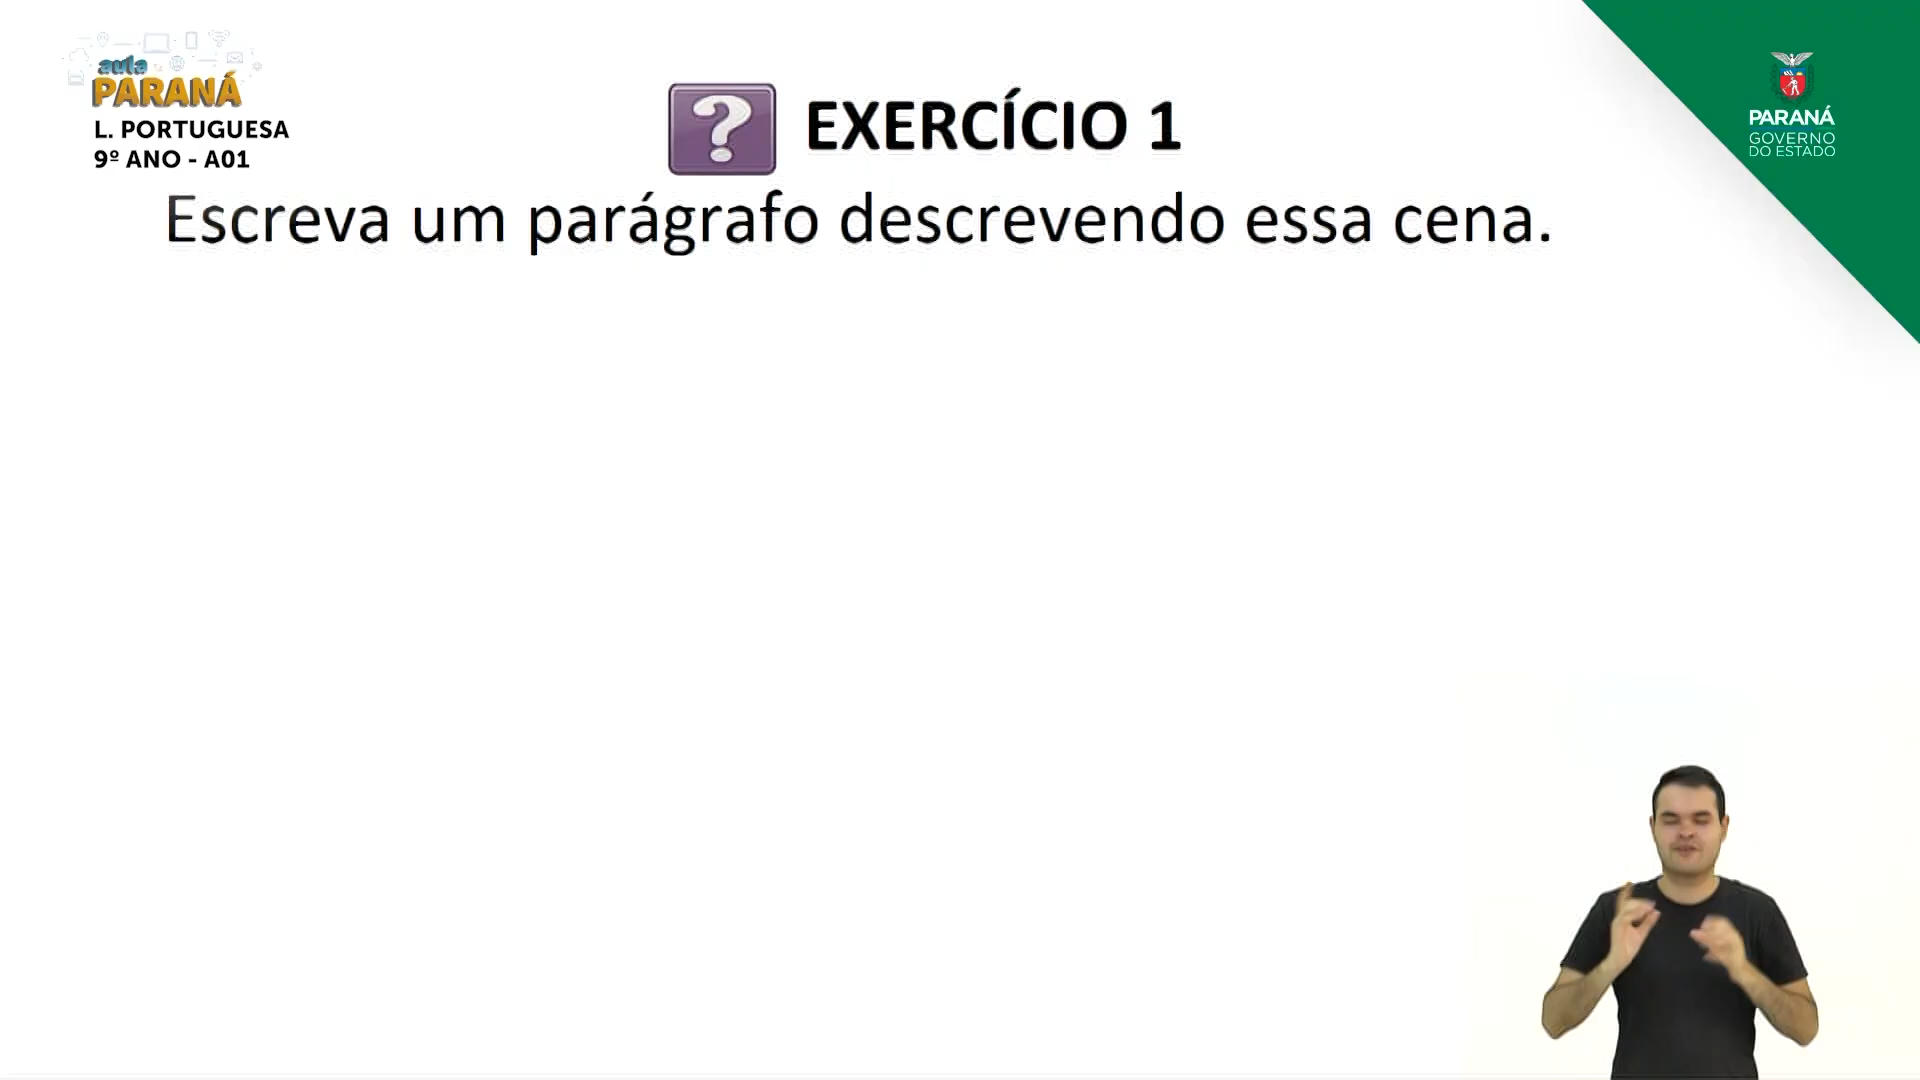 aula
PARANÁ
L. PORTUGUESA
9º ANO - A01
? EXERCÍCIO 1
Escreva um parágrafo descrevendo essa cena.
PARANÁ
GOVERNO
DO ESTADO